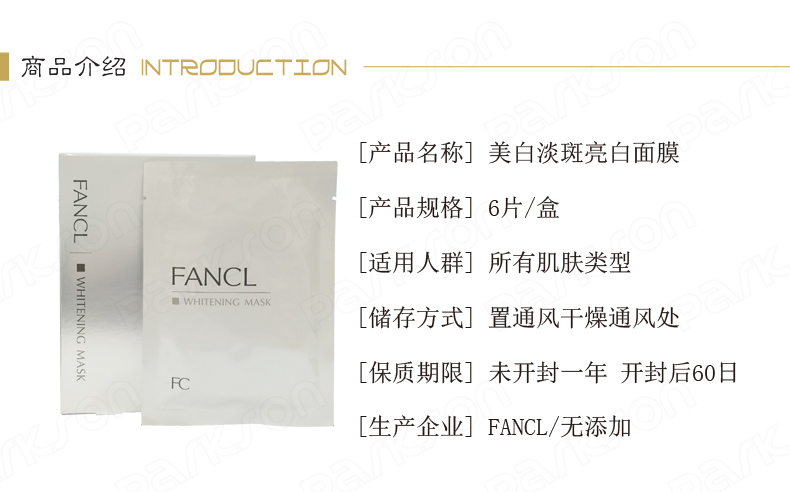 商品介绍 INTRODUCTION
[产品名称] 美白淡斑亮白面膜
[产品规格] 6片/盒
[适用人群] 所有肌肤类型
[储存方式] 置通风干燥通风处
[保质期限] 未开封一年 开封后60日
[生产企业] FANCL/无添加
FANCL
WHITENING MASK
FANCL
WHITENING MASK
FC
Parkson